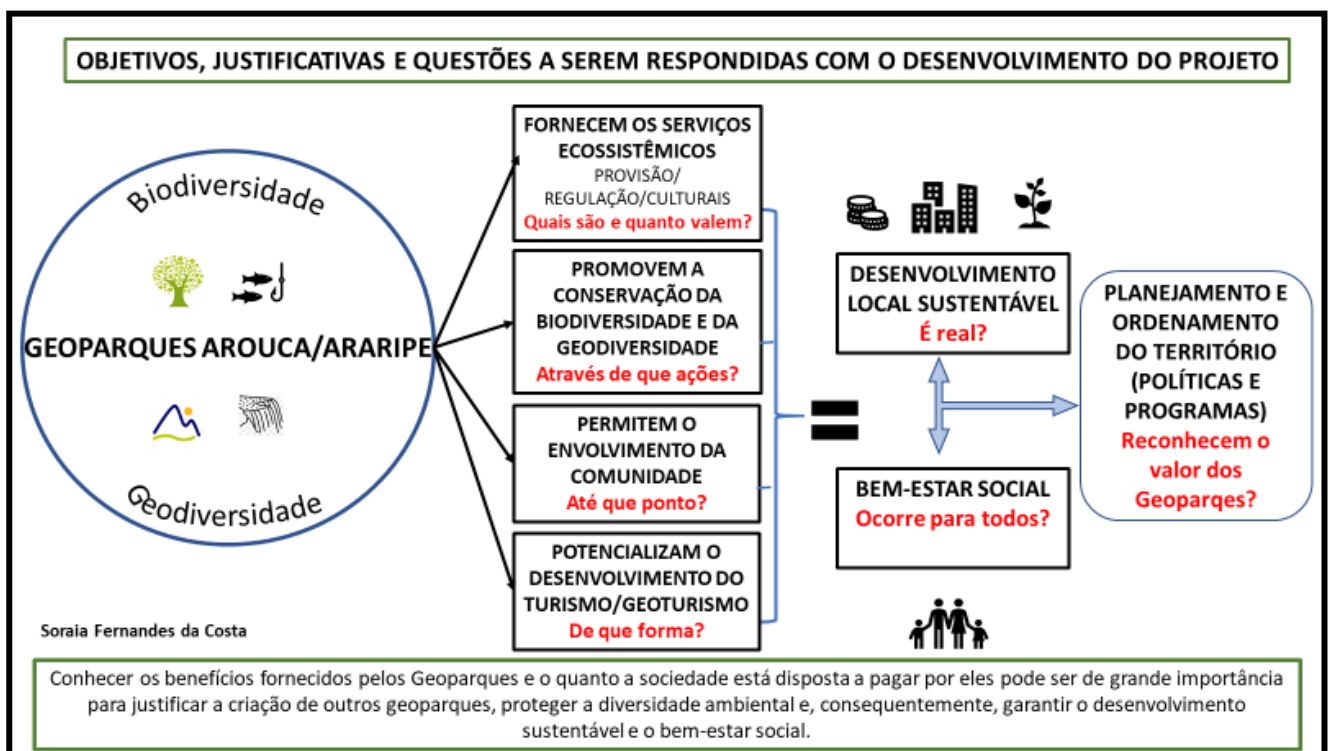 OBJETIVOS, JUSTIFICATIVAS E QUESTÕES A SEREM RESPONDIDAS COM O DESENVOLVIMENTO DO PROJETO
Biodiversidade
GEOPARQUES AROUCA/ARARIPE
Geodiversidade
FORNECEM OS SERVIÇOS
ECOSSISTÊMICOS
PROVISÃO/
REGULAÇÃO/CULTURAIS
Quais são e quanto valem?
PROMOVEM A
CONSERVAÇÃO DA
BIODIVERSIDADE E DA
GEODIVERSIDADE
Através de que ações?
PERMITEM O
ENVOLVIMENTO DA
COMUNIDADE
Até que ponto?
POTENCIALIZAM O
DESENVOLVIMENTO DO
TURISMO/GEOTURISMO
De que forma?
=
DESENVOLVIMENTO
LOCAL SUSTENTÁVEL
É real?
BEM-ESTAR SOCIAL
Ocorre para todos?
PLANEJAMENTO E
ORDENAMENTO
DO TERRITÓRIO
(POLÍTICAS E
PROGRAMAS)
Reconhecem o
valor dos
Geoparqes?
Soraia Fernandes da Costa
Conhecer os benefícios fornecidos pelos Geoparques e o quanto a sociedade está disposta a pagar por eles pode ser de grande importância
para justificar a criação de outros geoparques, proteger a diversidade ambiental e, consequentemente, garantir o desenvolvimento
sustentável e o bem-estar social.